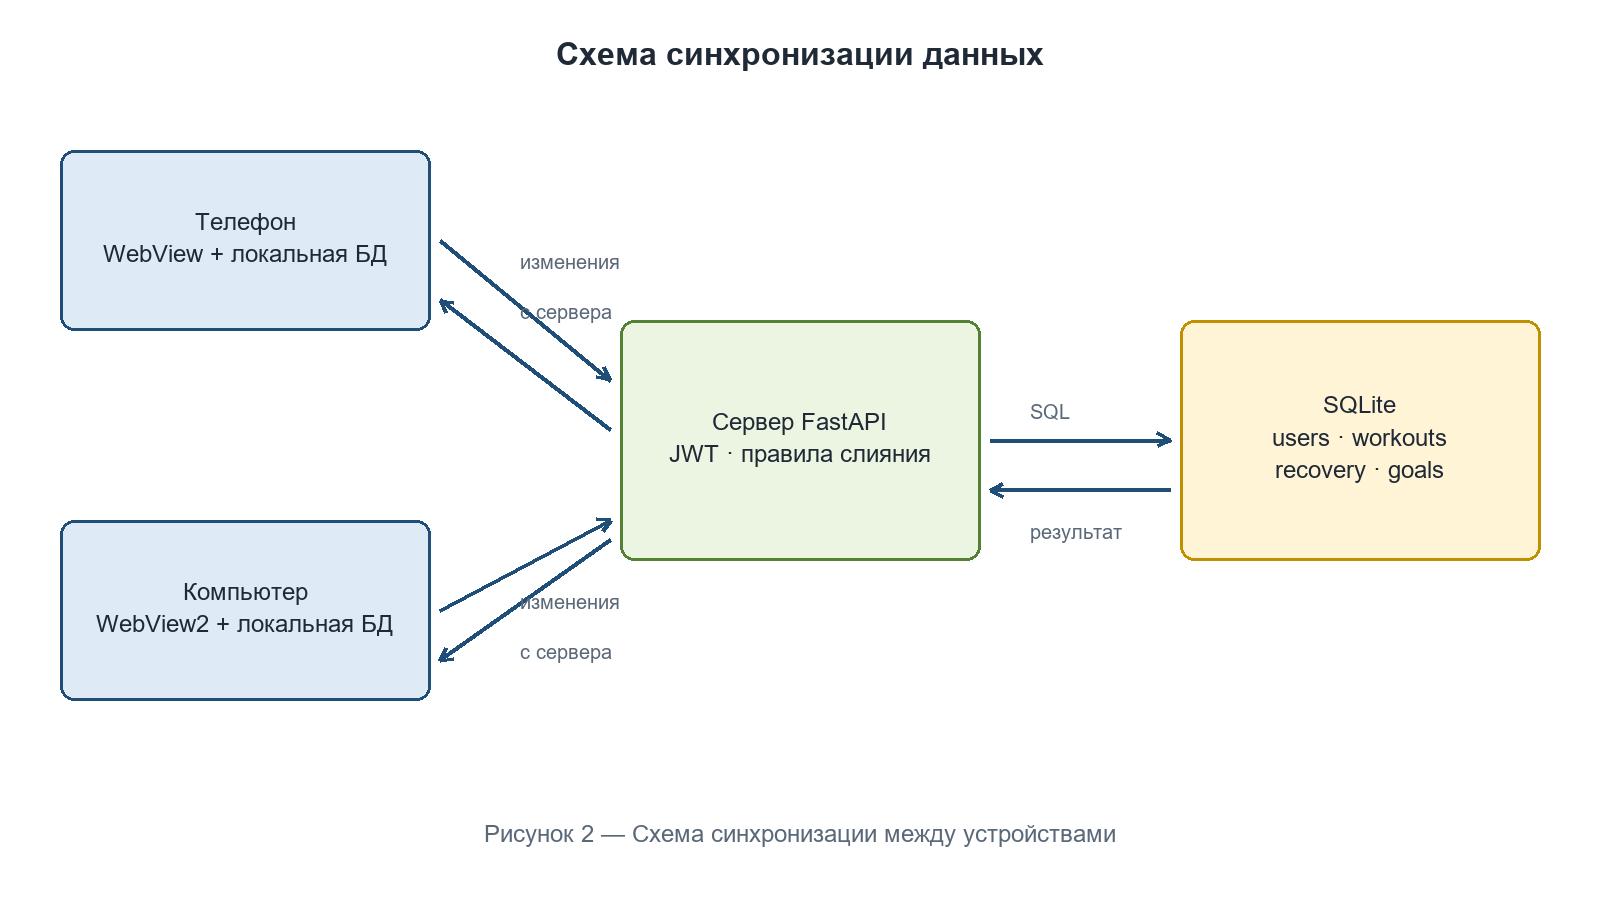 Схема синхронизации данных
Телефон
WebView + локальная БД
изменения
с сервера
Сервер FastAPI
JWT · правила слияния
SQL
результат
SQLite
users · workouts
recovery · goals
Компьютер
WebView2 + локальная БД
изменения
с сервера
Рисунок 2 — Схема синхронизации между устройствами